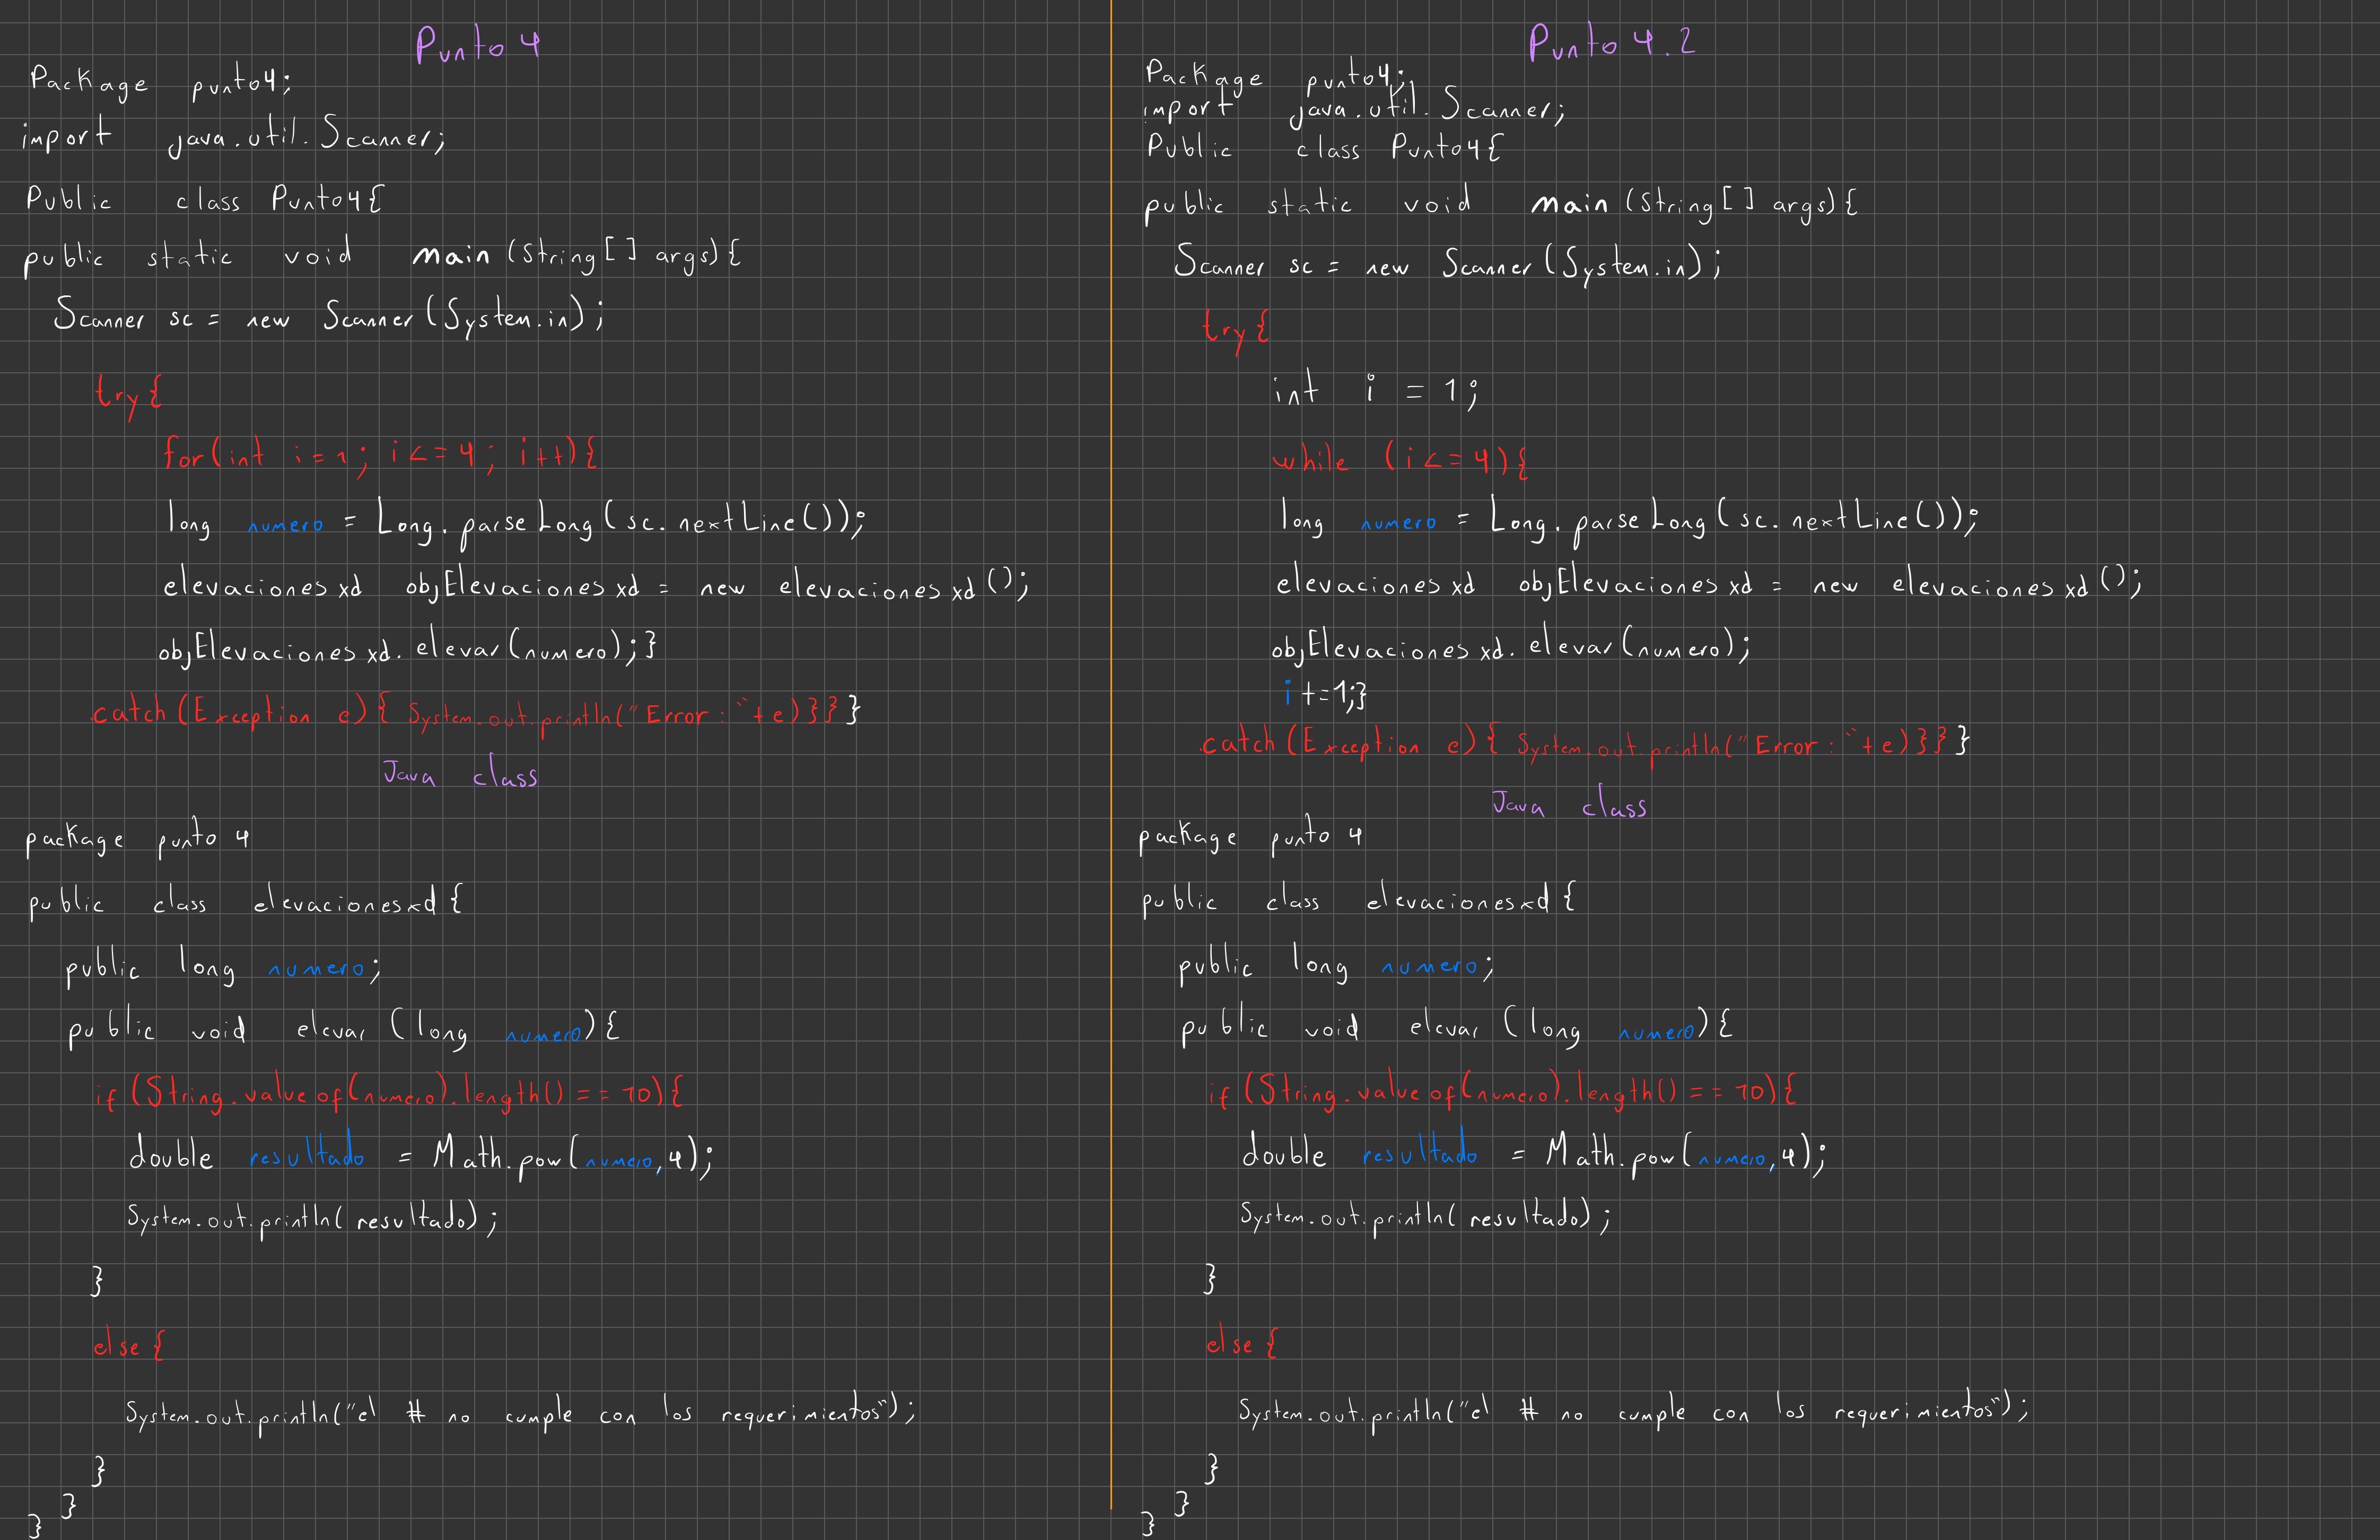 Punto 4
Package punto4;
import java.util.Scanner;
Public class Punto4{
public static void main (String[] args){
Scanner sc = new Scanner(System.in);
try{
for(int i=1; i<=4; i++){
long numero = Long.parseLong(sc.nextLine());
elevacionesxd objElevacionesxd = new elevacionesxd();
objElevacionesxd.elevar(numero);}
catch(Exception e){ System.out.println("Error: "+e)}}}
Java class
package punto 4
public class elevacionesxd{
public long numero;
public void elevar (long numero){
if (String.value of(numero).length() == 10){
double resultado = Math.pow(numero,4);
System.out.println(resultado);
}
else{
System.out.println("el # no cumple con los requerimientos");
}
}
}
Punto 4.2
Package punto4;
import java.util.Scanner;
Public class Punto4{
public static void main (String[] args){
Scanner sc = new Scanner(System.in);
try{
int i = 1;
while (i<=4){
long numero = Long.parseLong(sc.nextLine());
elevacionesxd objElevacionesxd = new elevacionesxd();
objElevacionesxd.elevar(numero);
i+=1;}
catch(Exception e){ System.out.println("Error: "+e)}}}
Java class
package punto 4
public class elevacionesxd{
public long numero;
public void elevar (long numero){
if (String.value of(numero).length() == 10){
double resultado = Math.pow(numero,4);
System.out.println(resultado);
}
else{
System.out.println("el # no cumple con los requerimientos");
}
}
}